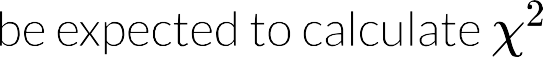 be expected to calculate χ²